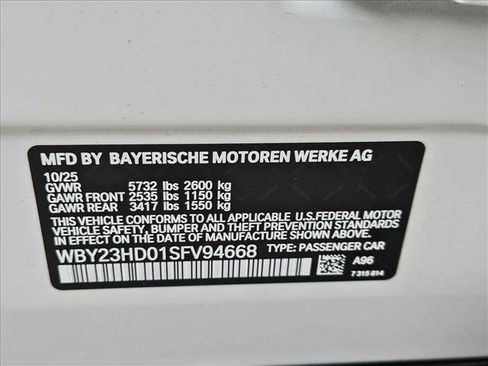 MFD BY BAYERISCHE MOTOREN WERKE AG
10/25
GVWR 5732 lbs 2600 kg
GAWR FRONT 2535 lbs 1150 kg
GAWR REAR 3417 lbs 1550 kg
THIS VEHICLE CONFORMS TO ALL APPLICABLE U.S.FEDERAL MOTOR
VEHICLE SAFETY, BUMPER AND THEFT PREVENTION STANDARDS
IN EFFECT ON THE DATE OF MANUFACTURE SHOWN ABOVE.
WBY23HD01SFV94668 TYPE: PASSENGER CAR
A96
7 315 914